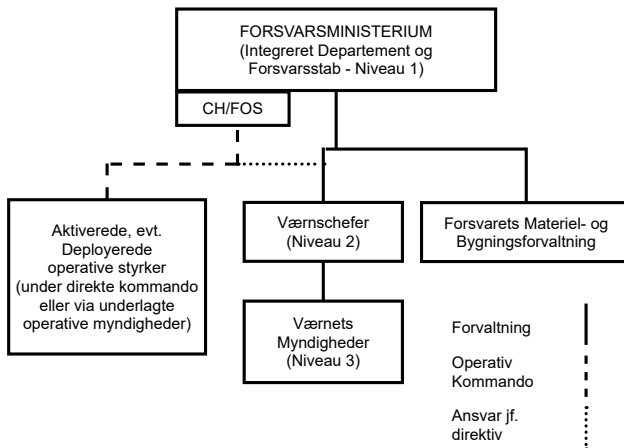 FORSVARSMINISTERIUM
(Integreret Departement og
Forsvarsstab - Niveau 1)
CH/FOS
Aktiverede, evt.
Deployerede
operative styrker
(under direkte kommando
eller via underlagte
operative myndigheder)
Værnschefer
(Niveau 2)
Forsvarets Materiel- og
Bygningsforvaltning
Værnets
Myndigheder
(Niveau 3)
Forvaltning
Operativ
Kommando
Ansvar jf.
direktiv